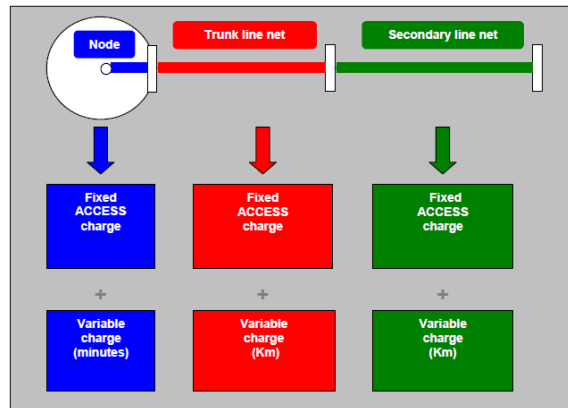 Node
Trunk line net
Secondary line net
Fixed
ACCESS
charge
Fixed
ACCESS
charge
Fixed
ACCESS
charge
+
+
+
Variable
charge
(minutes)
Variable
charge
(Km)
Variable
charge
(Km)